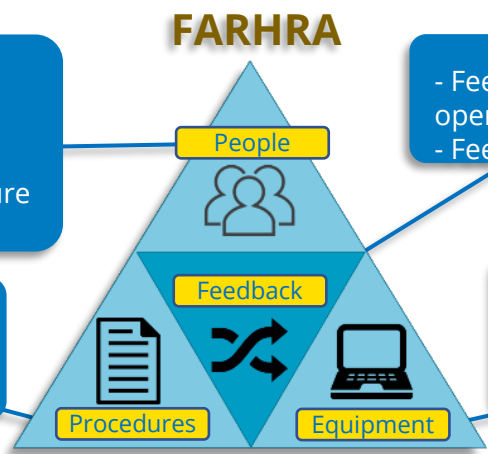 FARHRA
- Fee
oper
- Fee
People
ure
Feedback
Procedures
Equipment